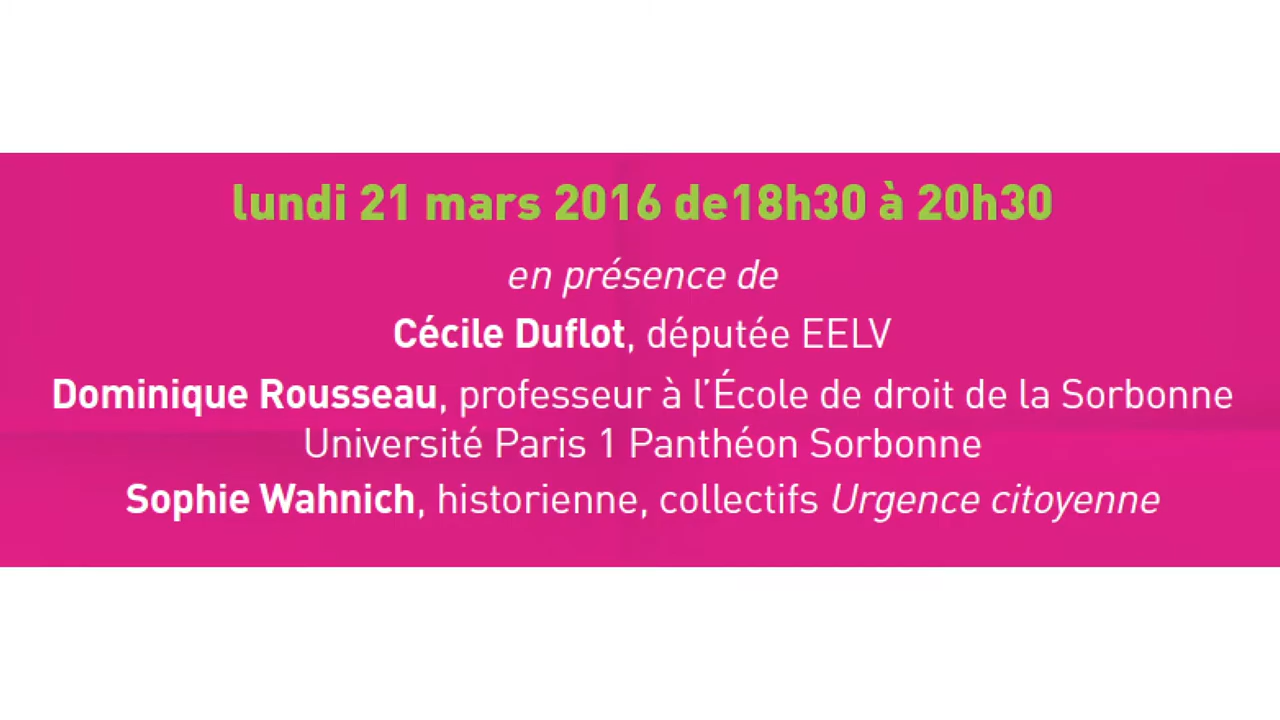 lundi 21 mars 2016 de18h30 à 20h30
en présence de
Cécile Duflot, députée EELV
Dominique Rousseau, professeur à l’École de droit de la Sorbonne
Université Paris 1 Panthéon Sorbonne
Sophie Wahnich, historienne, collectifs Urgence citoyenne